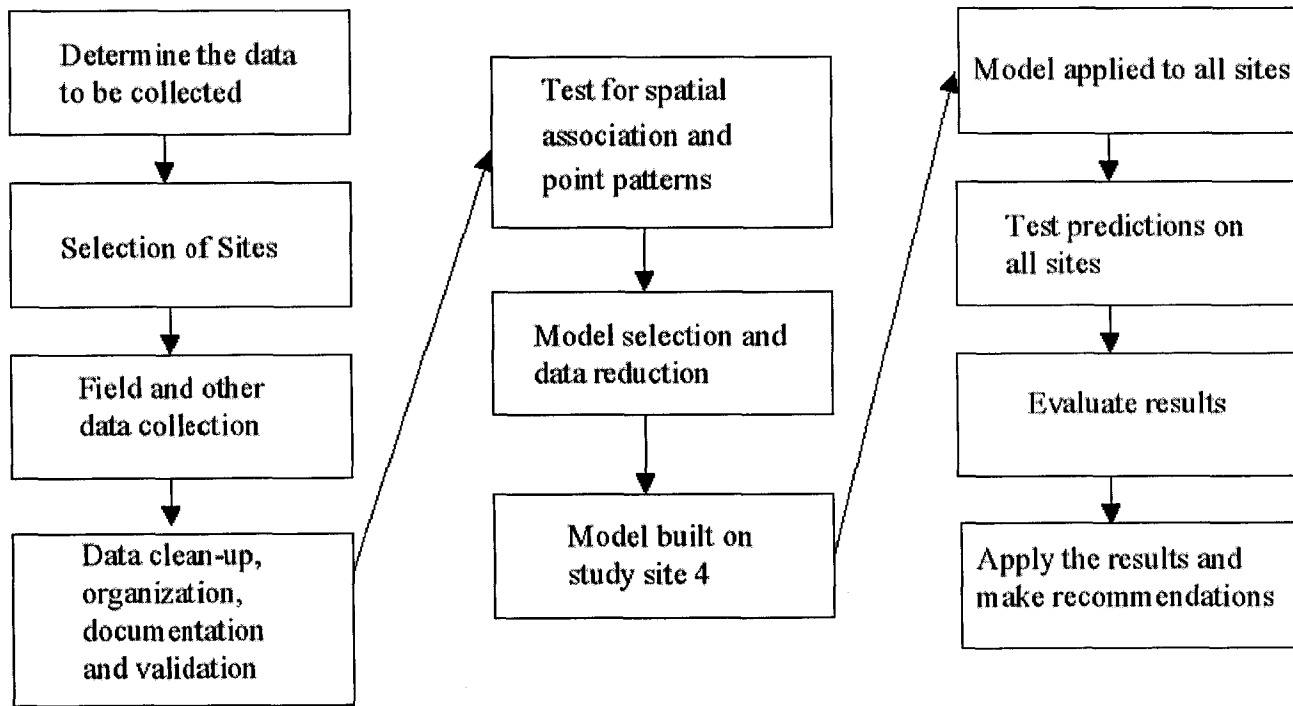 Determine the data
to be collected
Selection of Sites
Field and other
data collection
Data clean-up,
organization,
documentation
and validation
Test for spatial
association and
point patterns
Model selection and
data reduction
Model built on
study site 4
Model applied to all sites
Test predictions on
all sites
Evaluate results
Apply the results and
make recommendations